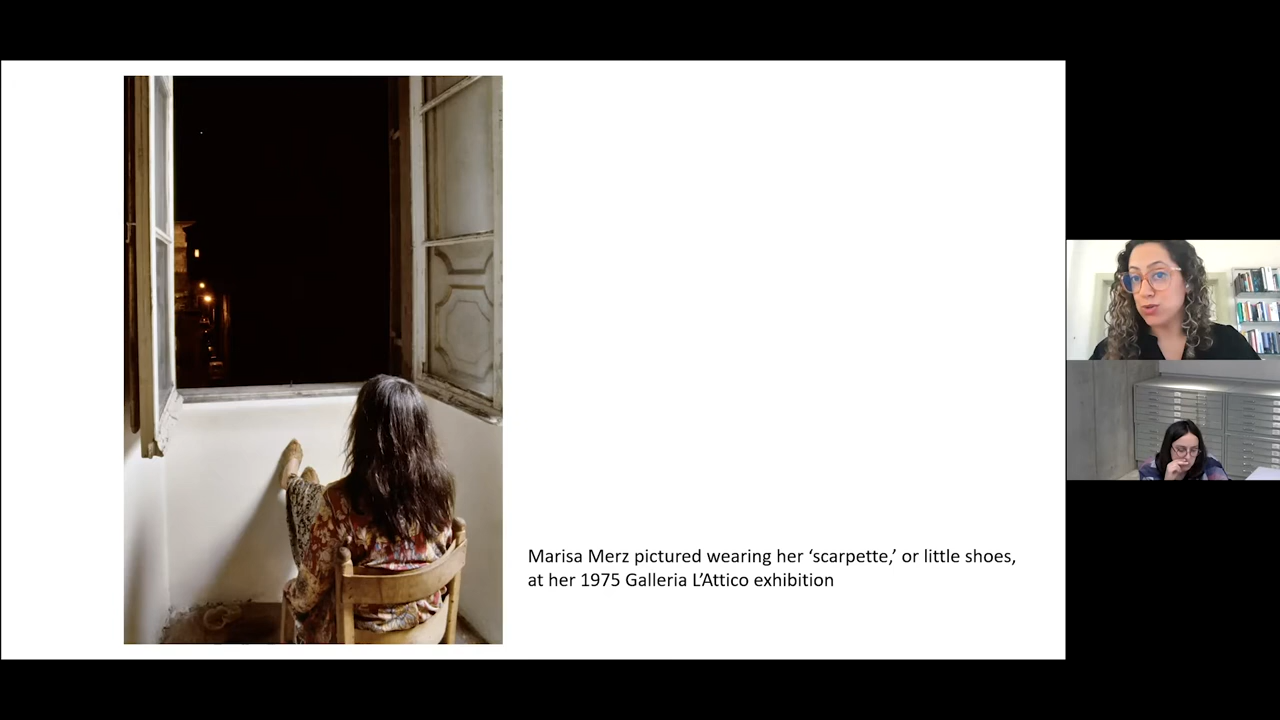 Marisa Merz pictured wearing her ‘scarpette,’ or little shoes,
at her 1975 Galleria L’Attico exhibition